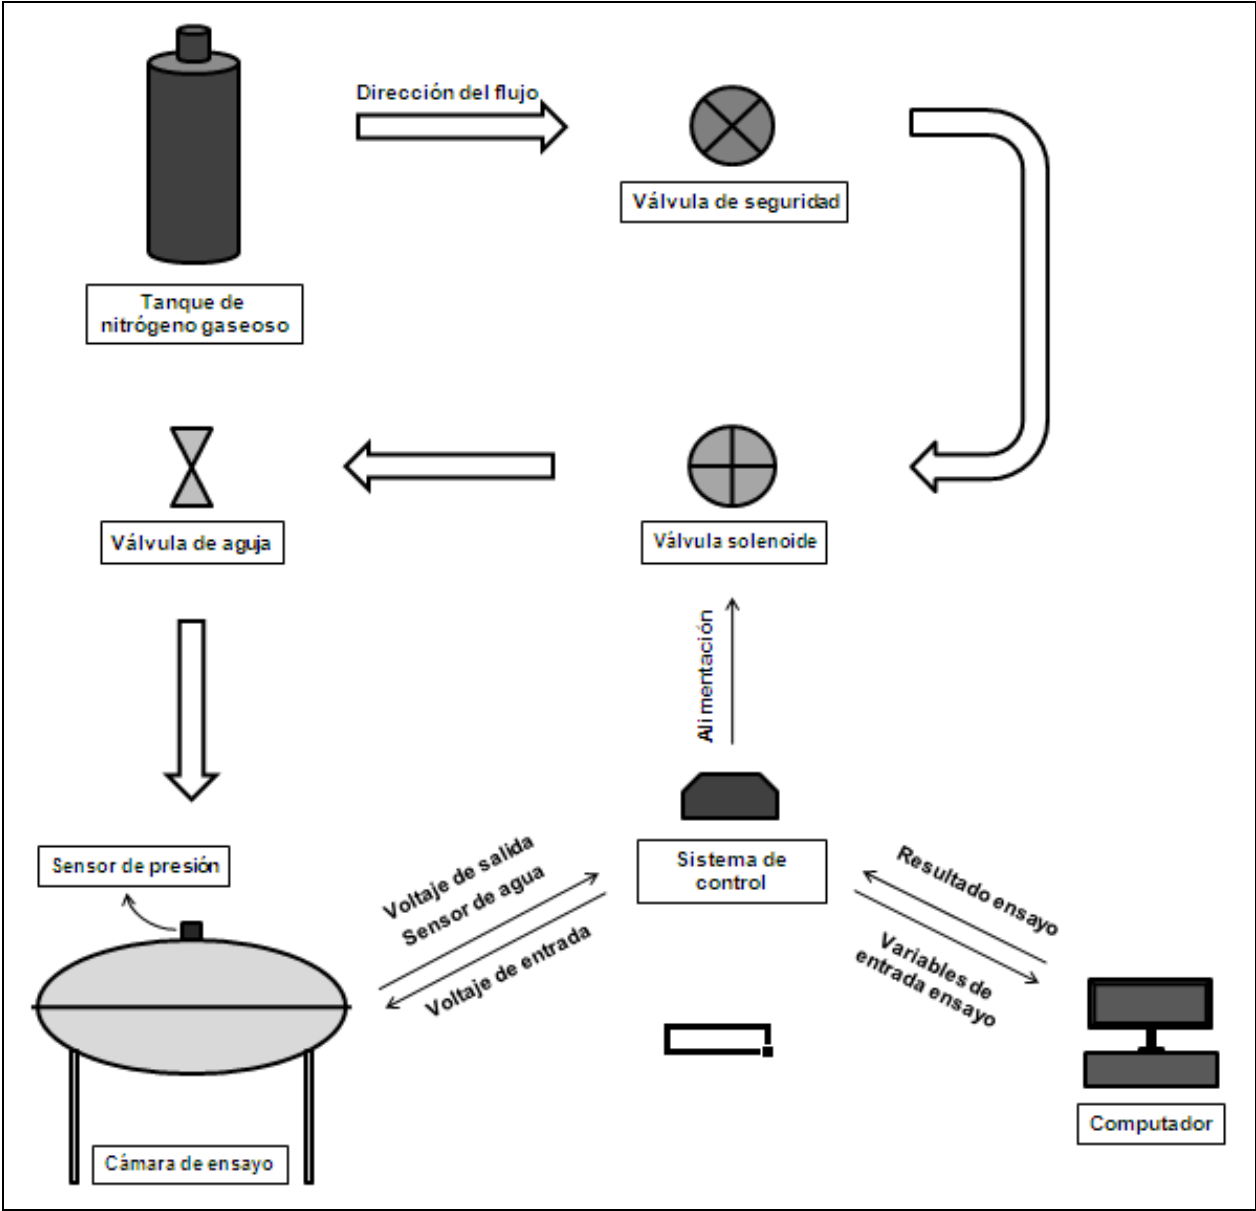 Dirección del flujo
Válvula de seguridad
Tanque de
nitrógeno gaseoso
Válvula de aguja
Válvula solenoide
Alimentación
Sensor de presión
Voltaje de salida
Sensor de agua
Voltaje de entrada
Sistema de
control
Resultado ensayo
Variables de
entrada ensayo
Computador
Cámara de ensayo